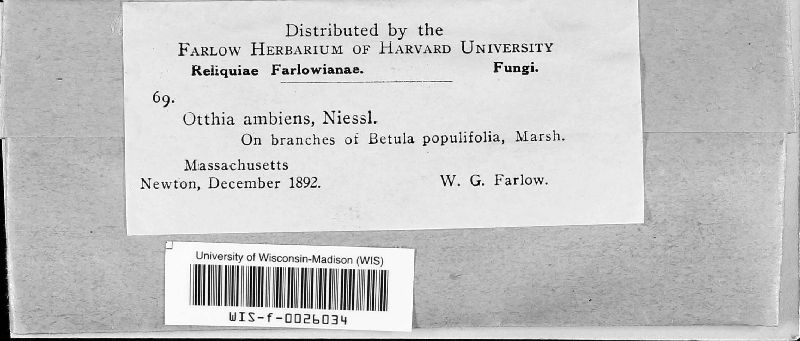 Distributed by the
FARLOW HERBARIUM OF HARVARD UNIVERSITY
Reliquiae Farlowianae. Fungi.
69.
Otthia ambiens, Niessl.
On branches of Betula populifolia, Marsh.
Massachusetts
Newton, December 1892. W. G. Farlow.
University of Wisconsin-Madison (WIS)
WIS-f-0026034